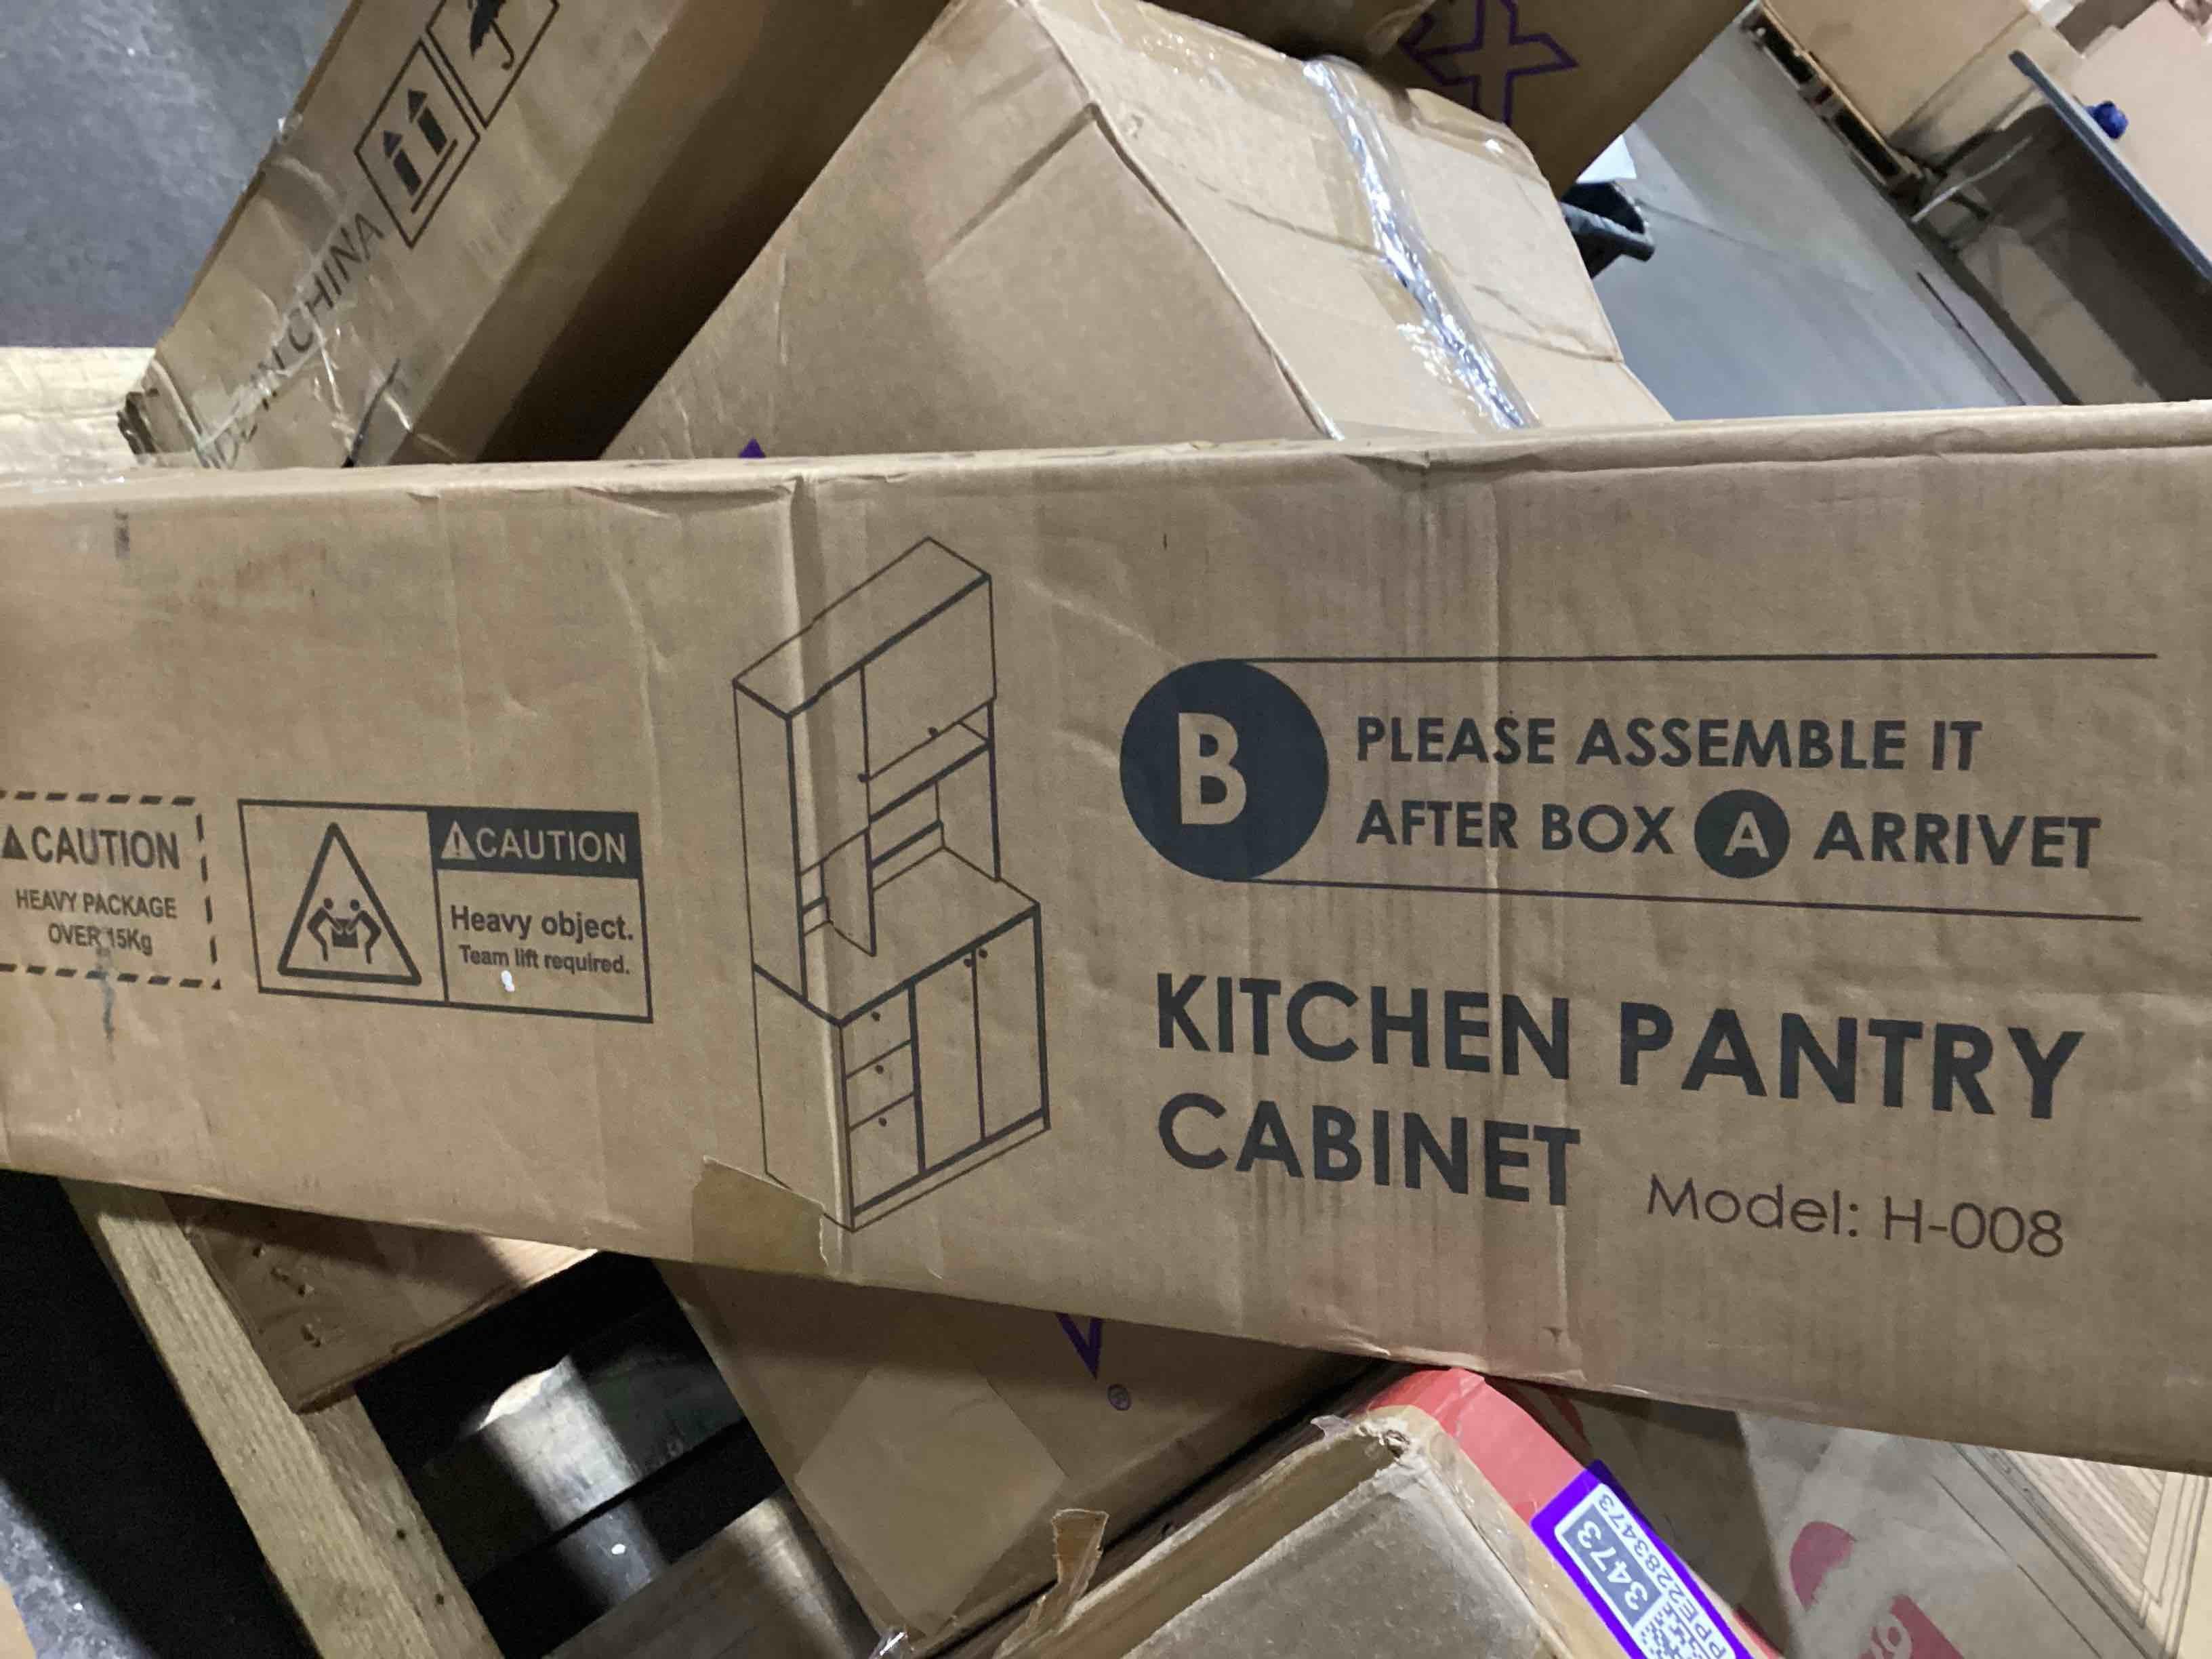 CHINA
CAUTION
HEAVY PACKAGE
OVER 15Kg
CAUTION
Heavy object.
Team lift required.
B
PLEASE ASSEMBLE IT
AFTER BOX A ARRIVET
KITCHEN PANTRY
CABINET
Model: H-008
®
3473
PPE2283473